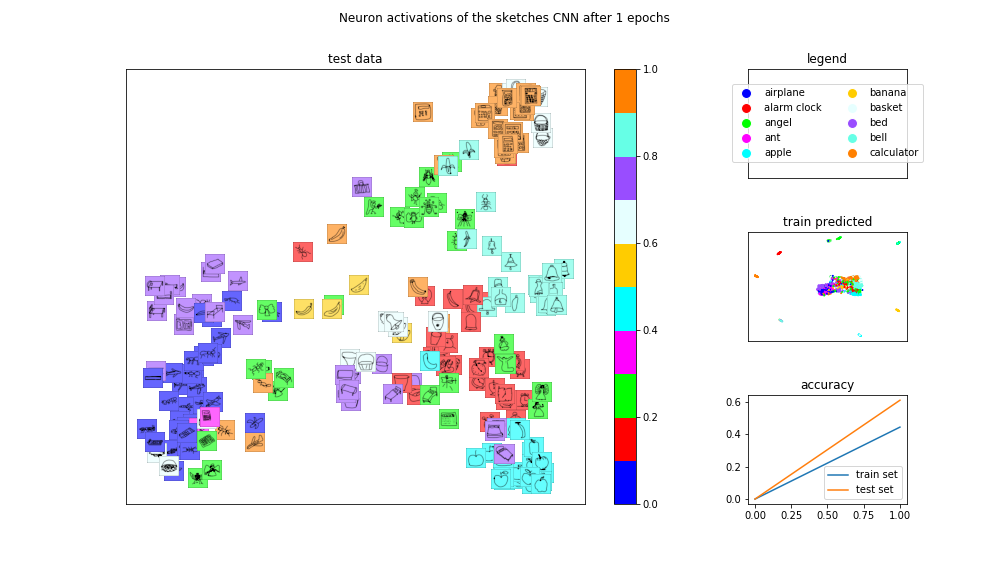 Neuron activations of the sketches CNN after 1 epochs
test data
1.0
0.8
0.6
0.4
0.2
0.0
legend
airplane banana
alarm clock basket
angel bed
ant bell
apple calculator
train predicted
accuracy
0.6
0.4
0.2
0.0
train set
test set
0.00 0.25 0.50 0.75 1.00